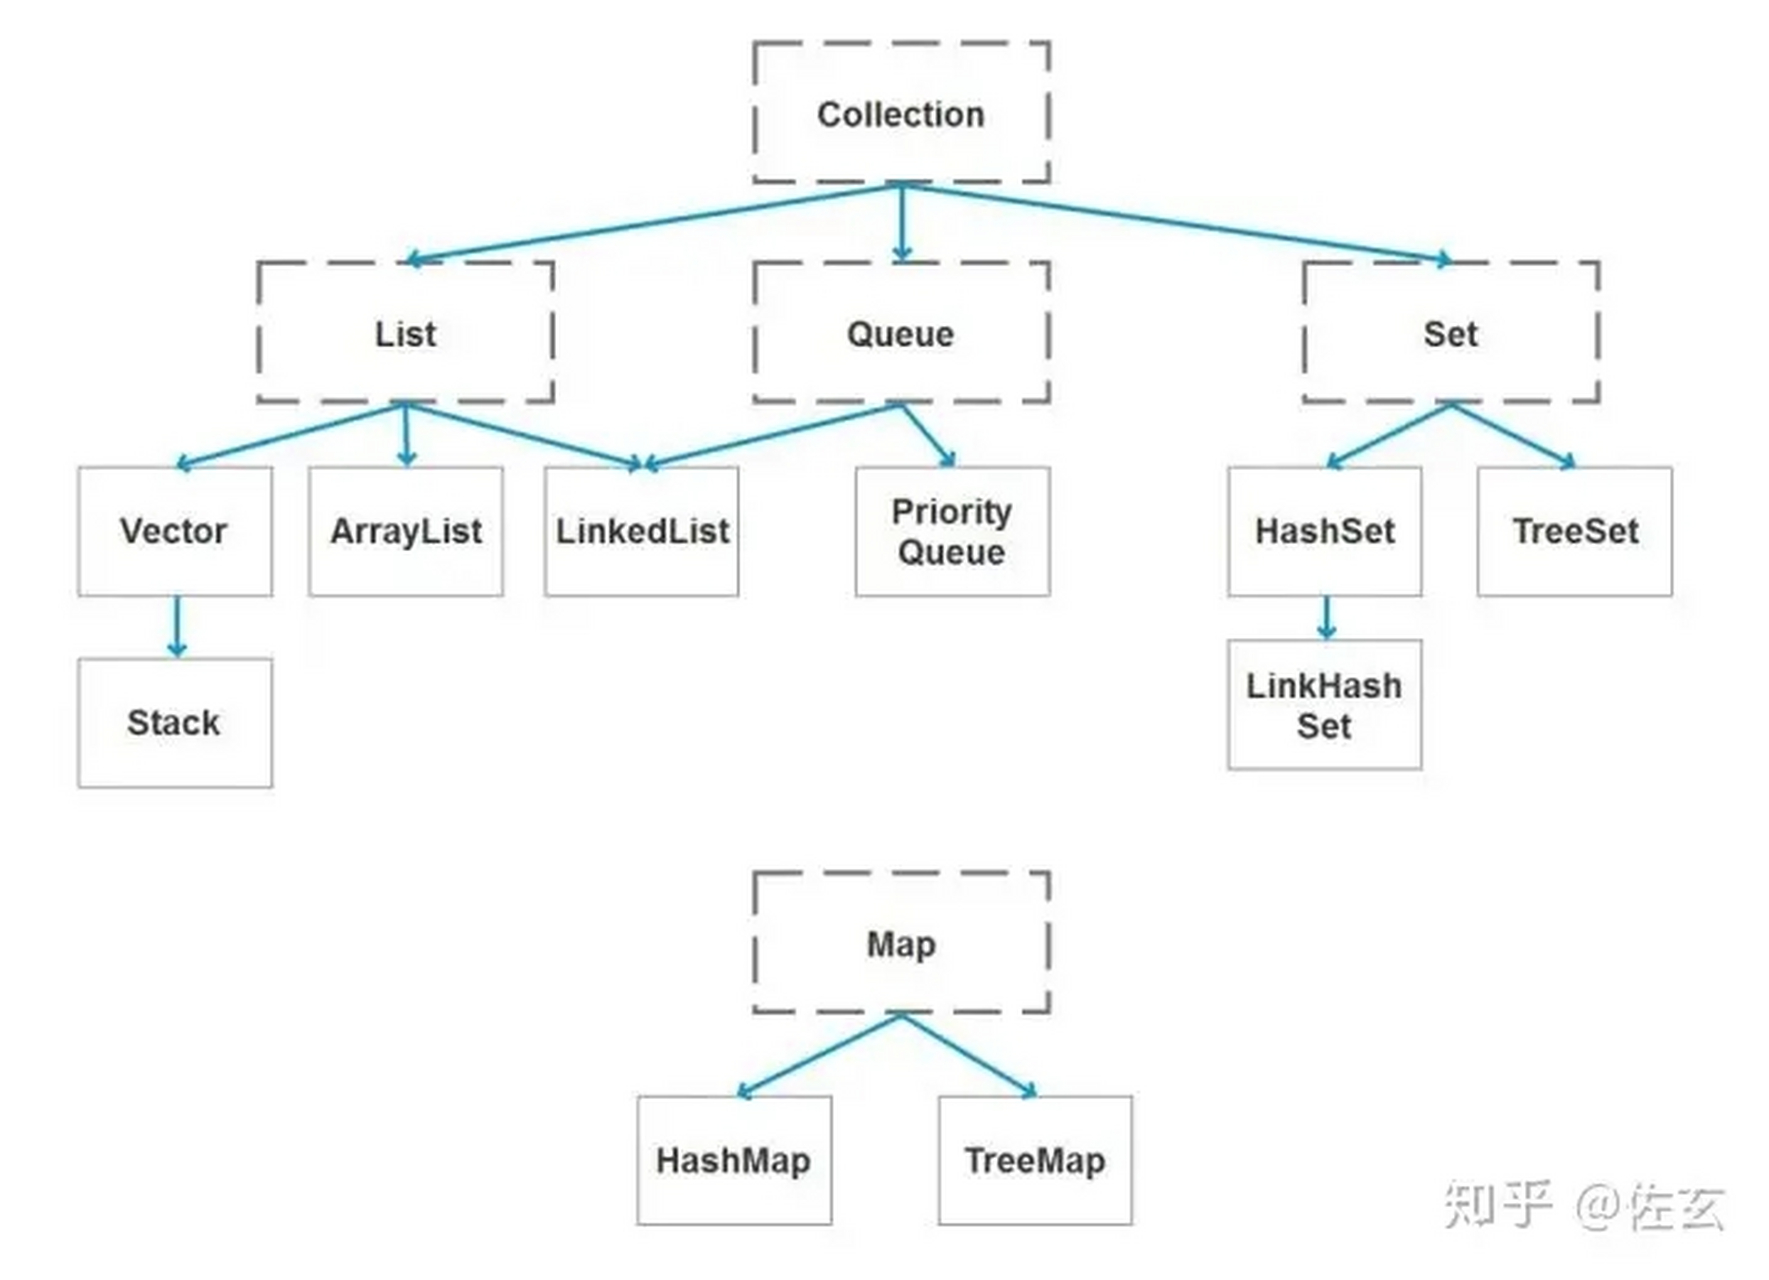 Collection
List
Queue
Set
Vector
ArrayList
LinkedList
Priority
Queue
HashSet
TreeSet
Stack
LinkHash
Set
Map
HashMap
TreeMap
知乎 @佐玄